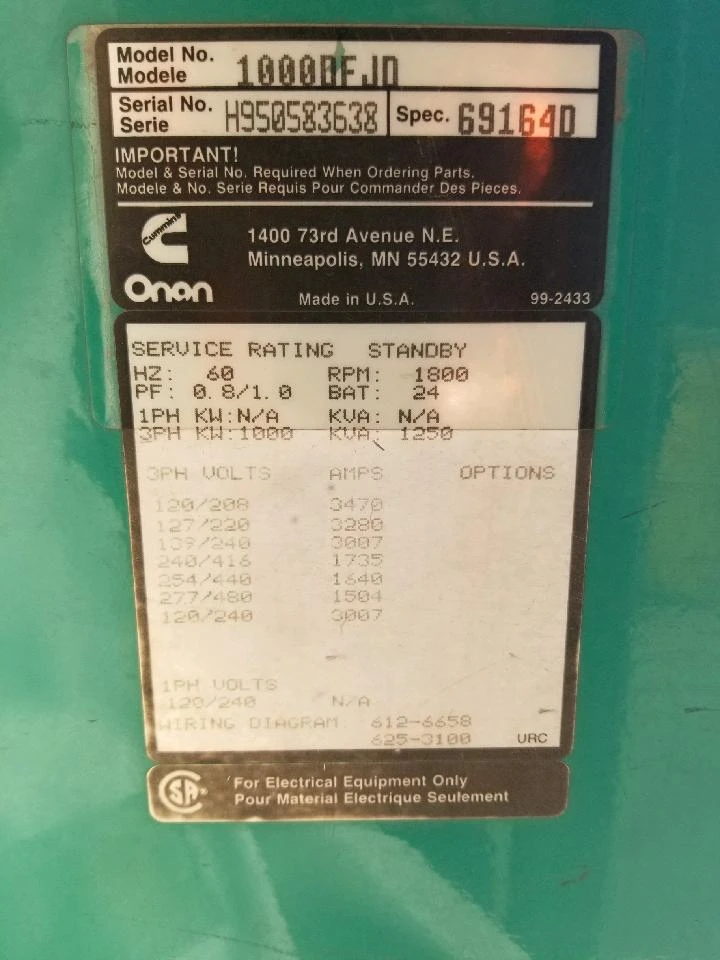 Model No.
Modele 1000DFJD
Serial No.
Serie H950583638 Spec. 69164D
IMPORTANT!
Model & Serial No. Required When Ordering Parts.
Modele & No. Serie Requis Pour Commander Des Pieces.
Cummins
1400 73rd Avenue N.E.
Minneapolis, MN 55432 U.S.A.
Onan
Made in U.S.A. 99-2433
SERVICE RATING STANDBY
HZ: 60 RPM: 1800
PF: 0.8/1.0 BAT: 24
1PH KW:N/A KVA: N/A
3PH KW:1000 KVA: 1250
3PH VOLTS AMPS OPTIONS
120/208 3470
127/220 3280
139/240 3007
240/416 1735
254/440 1640
277/480 1504
120/240 3007
1PH VOLTS
120/240 N/A
WIRING DIAGRAM: 612-6658
625-3100 URC
SA®
For Electrical Equipment Only
Pour Material Electrique Seulement